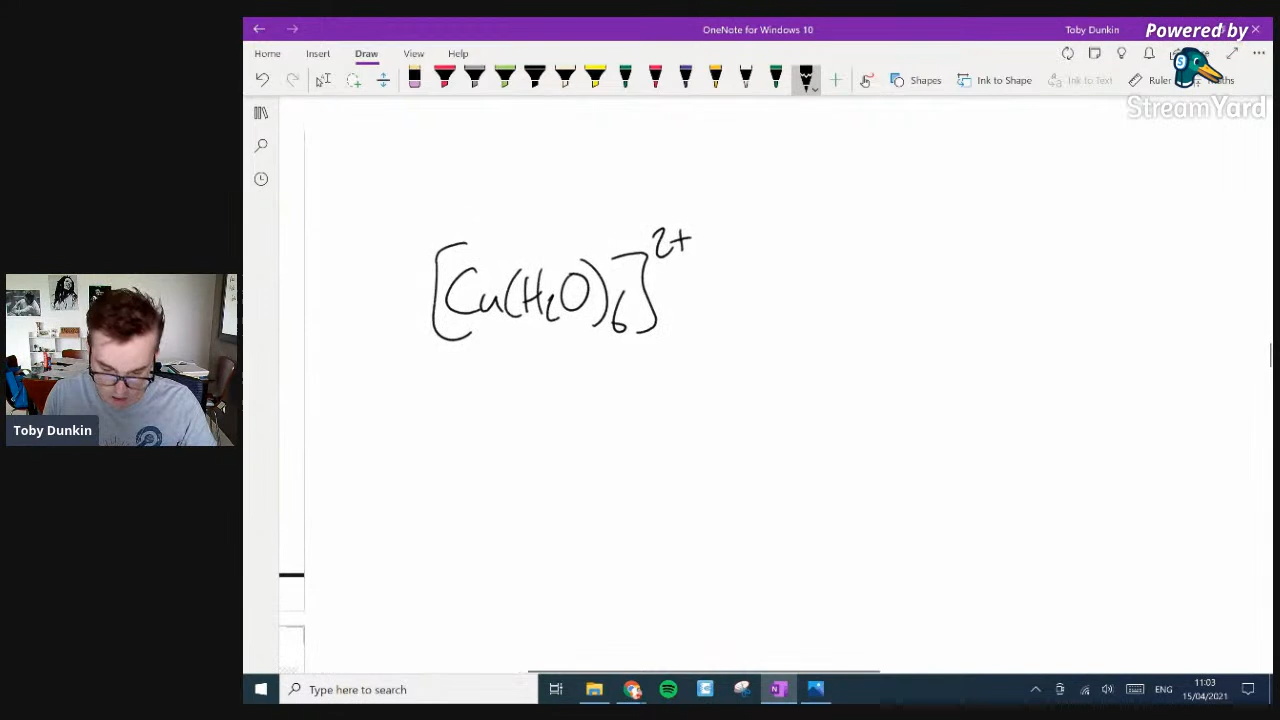 OneNote for Windows 10
Toby Dunkin
Powered by
StreamYard
Home Insert Draw View Help
Shapes Ink to Shape Ink to Text Ruler
[Cu(H₂O)₆]²⁺
Toby Dunkin
Type here to search
ENG
11:03
15/04/2021